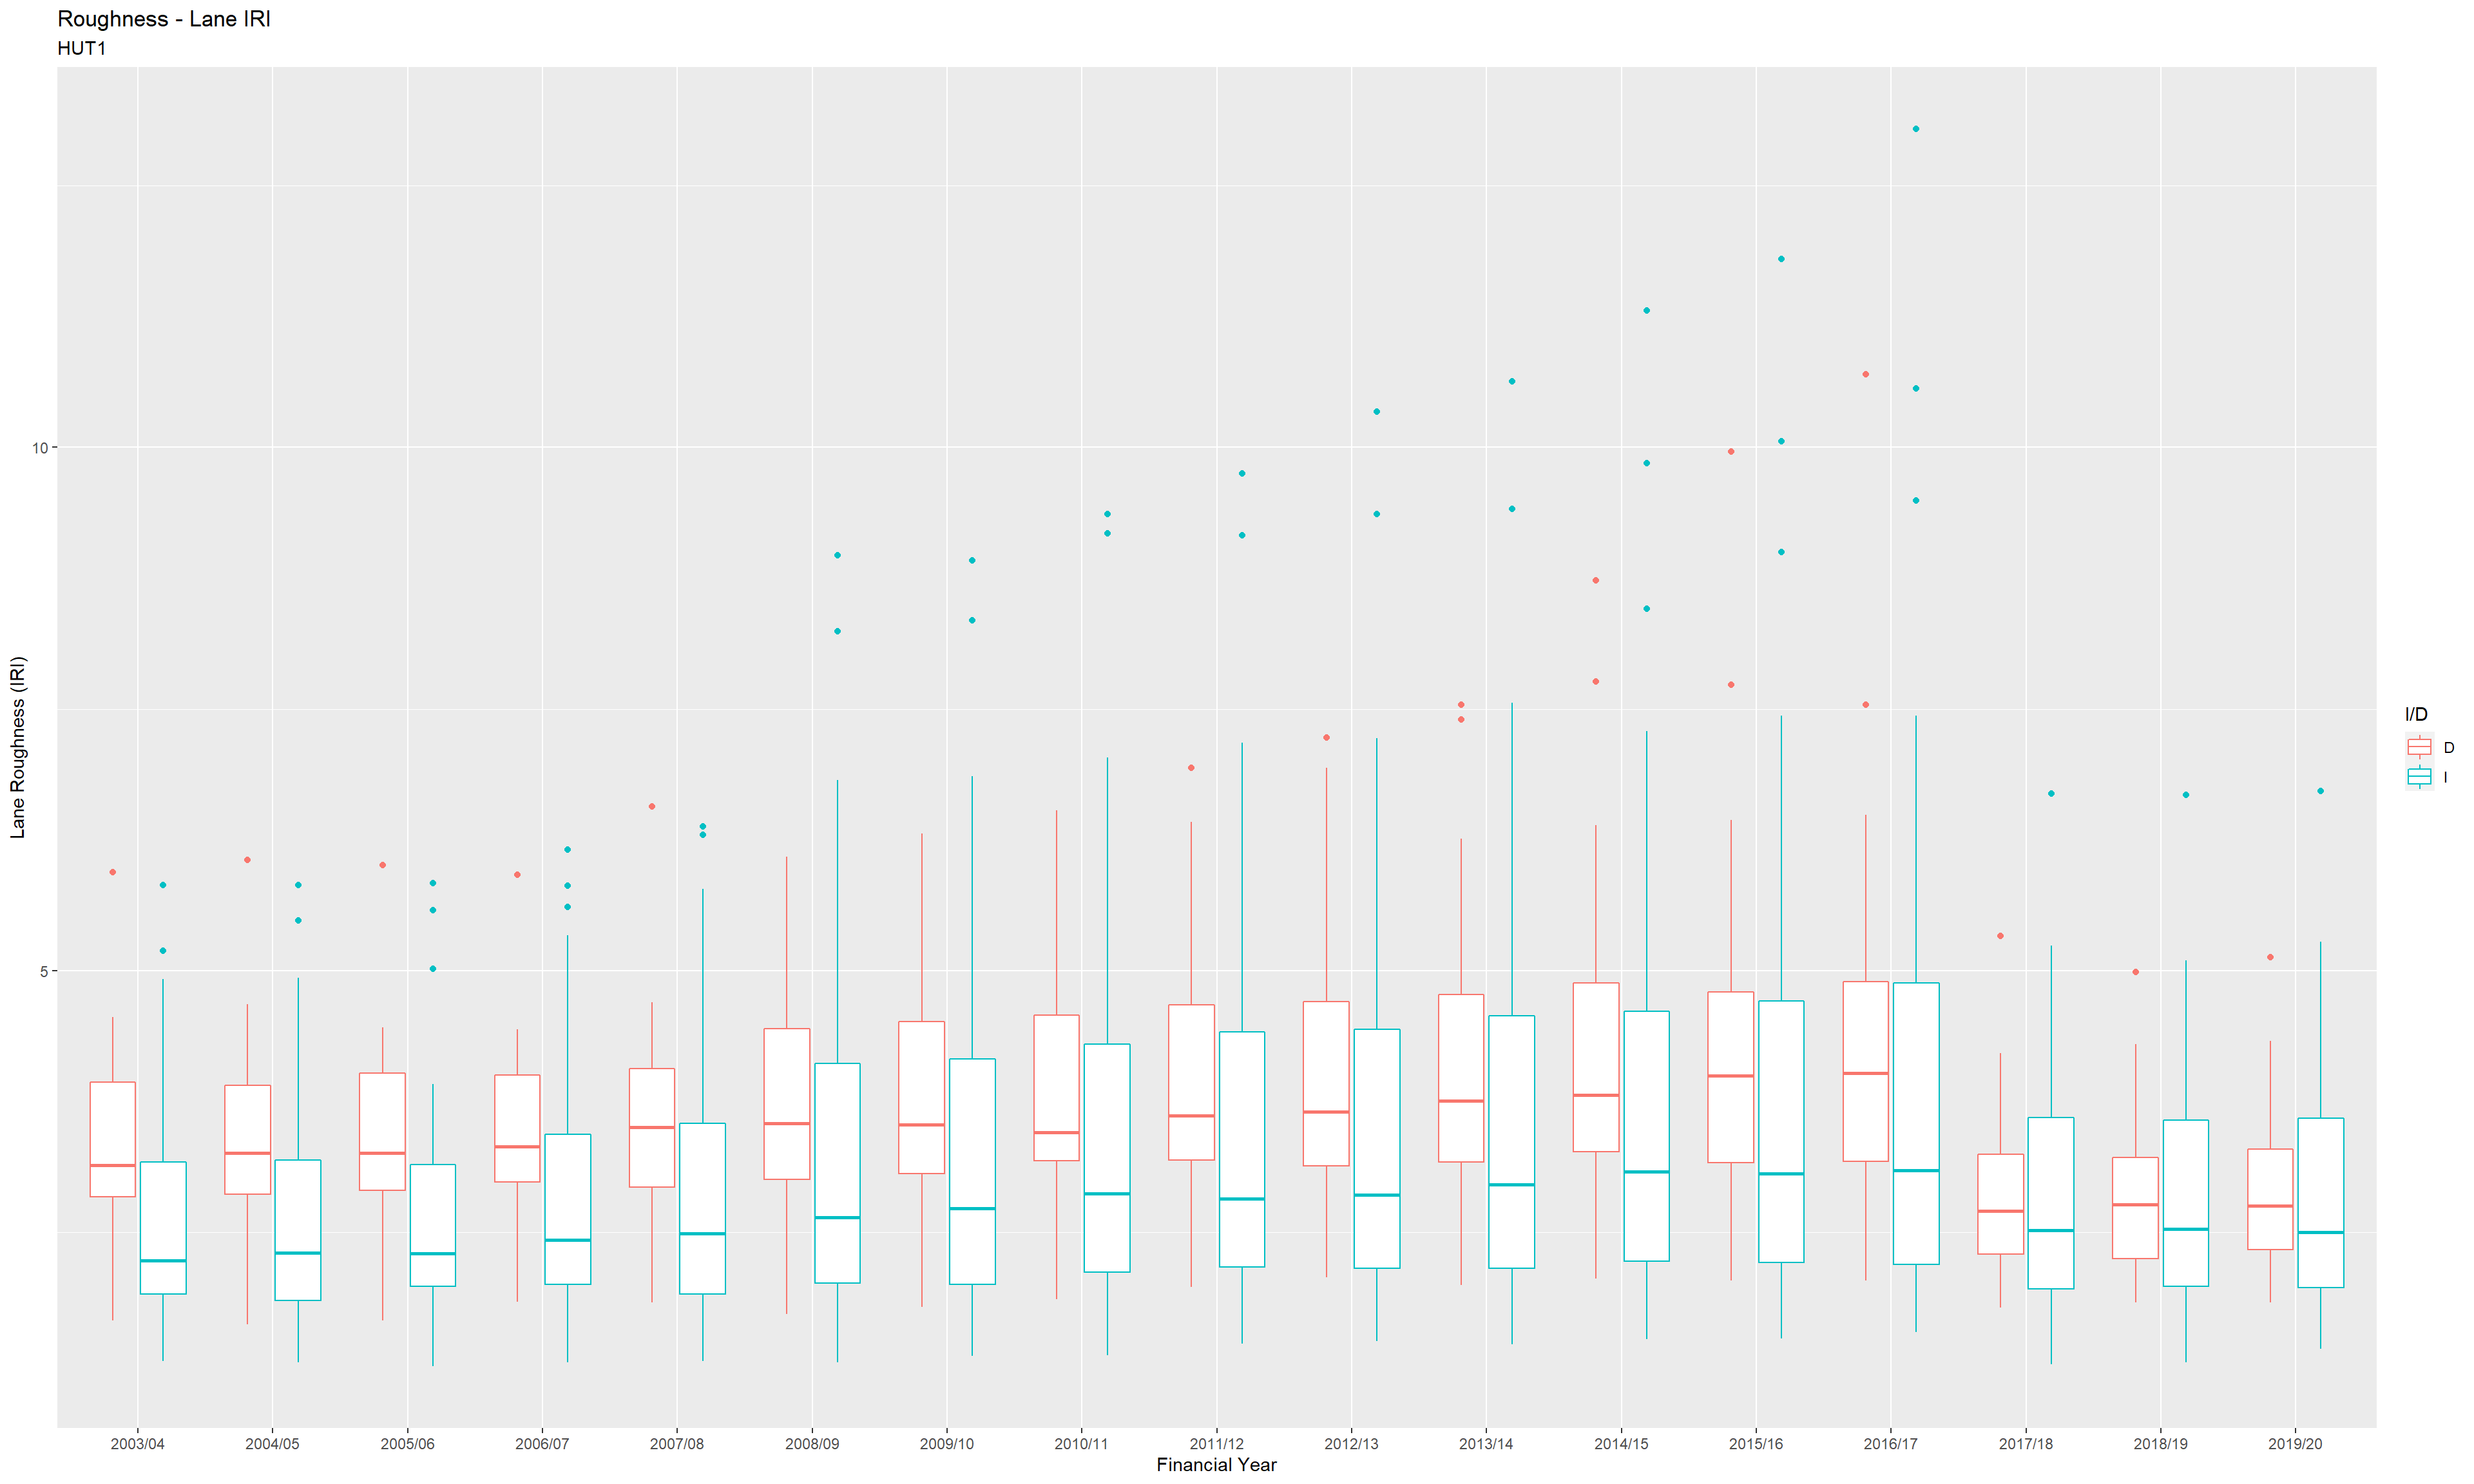 Roughness - Lane IRI
HUT1
Lane Roughness (IRI)
10
5
2003/04
2004/05
2005/06
2006/07
2007/08
2008/09
2009/10
2010/11
2011/12
2012/13
2013/14
2014/15
2015/16
2016/17
2017/18
2018/19
2019/20
Financial Year
I/D
D
I